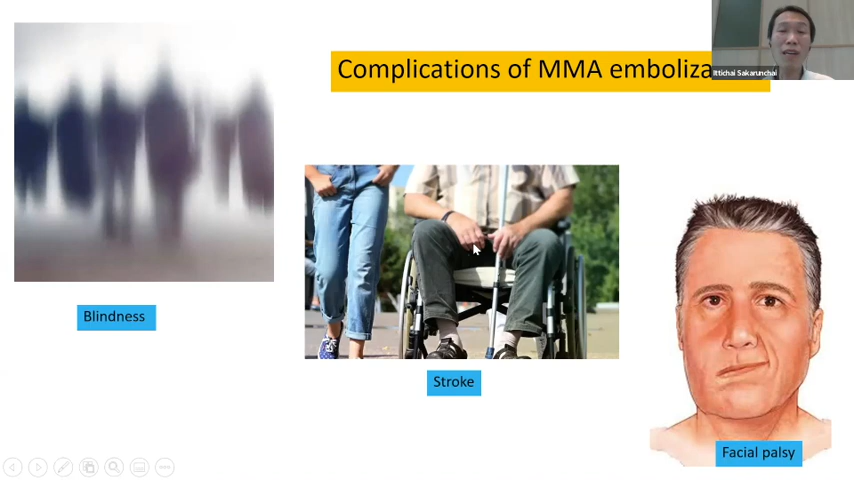 Complications of MMA emboliza
Ittichai Sakarunchai
Blindness
Stroke
Facial palsy